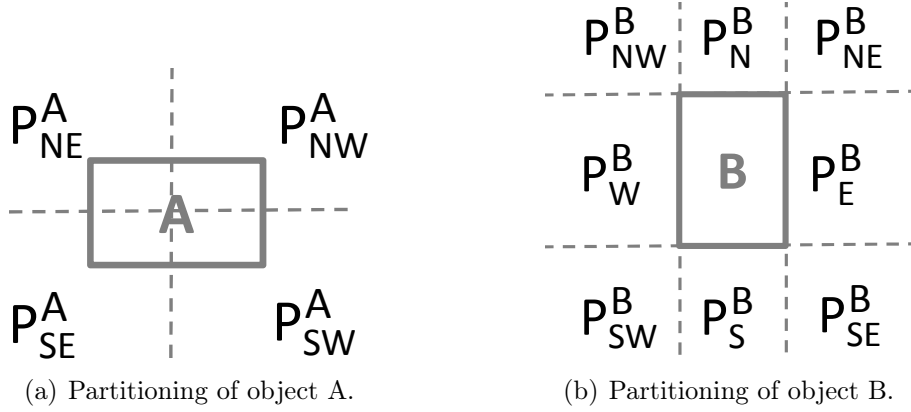 P^A_NE P^A_NW
A
P^A_SE P^A_SW
(a) Partitioning of object A.
P^B_NW P^B_N P^B_NE
P^B_W B P^B_E
P^B_SW P^B_S P^B_SE
(b) Partitioning of object B.